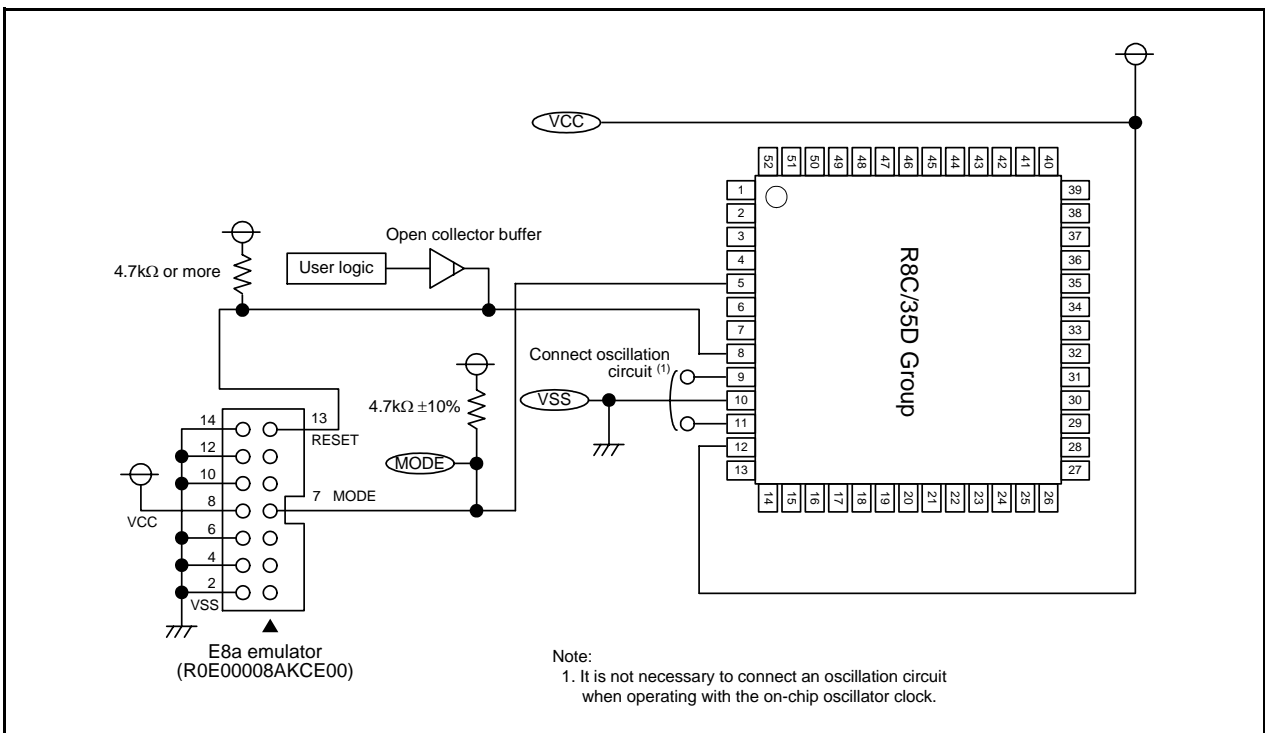 VCC
52 51 50 49 48 47 46 45 44 43 42 41 40
1
2
3
4
5
6
7
8
9
10
11
12
13
39
38
37
36
35
34
33
32
31
30
29
28
27
14 15 16 17 18 19 20 21 22 23 24 25 26
R8C/35D Group
Open collector buffer
User logic
4.7kΩ or more
Connect oscillation
circuit (1)
VSS
4.7kΩ ±10%
MODE
14
12
10
8
6
4
2
13
RESET
7 MODE
VCC
VSS
E8a emulator
(R0E00008AKCE00)
Note:
1. It is not necessary to connect an oscillation circuit
when operating with the on-chip oscillator clock.